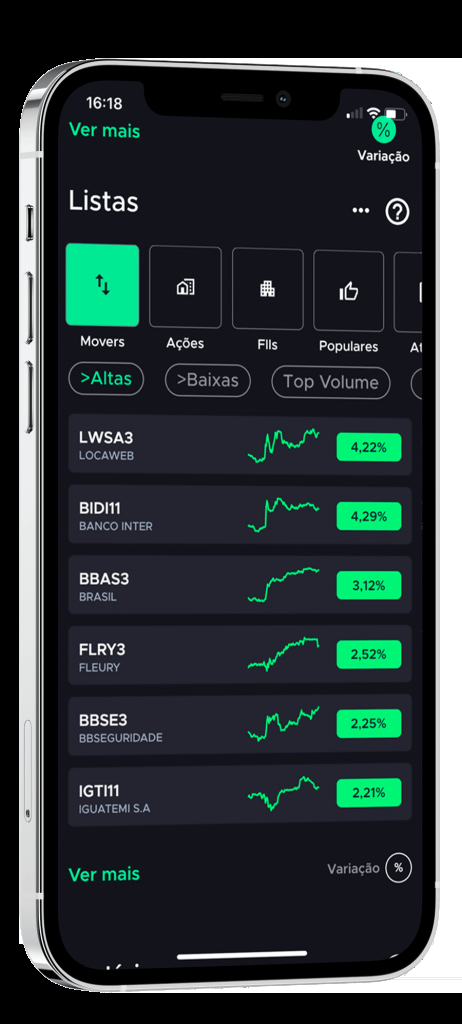 16:18
Ver mais
%
Variação
Listas
Movers
Ações
FIIs
Populares
>Altas
>Baixas
Top Volume
LWSA3
LOCAWEB
4,22%
BIDI11
BANCO INTER
4,29%
BBAS3
BRASIL
3,12%
FLRY3
FLEURY
2,52%
BBSE3
BBSEGURIDADE
2,25%
IGTI11
IGUATEMI S.A
2,21%
Ver mais
Variação %